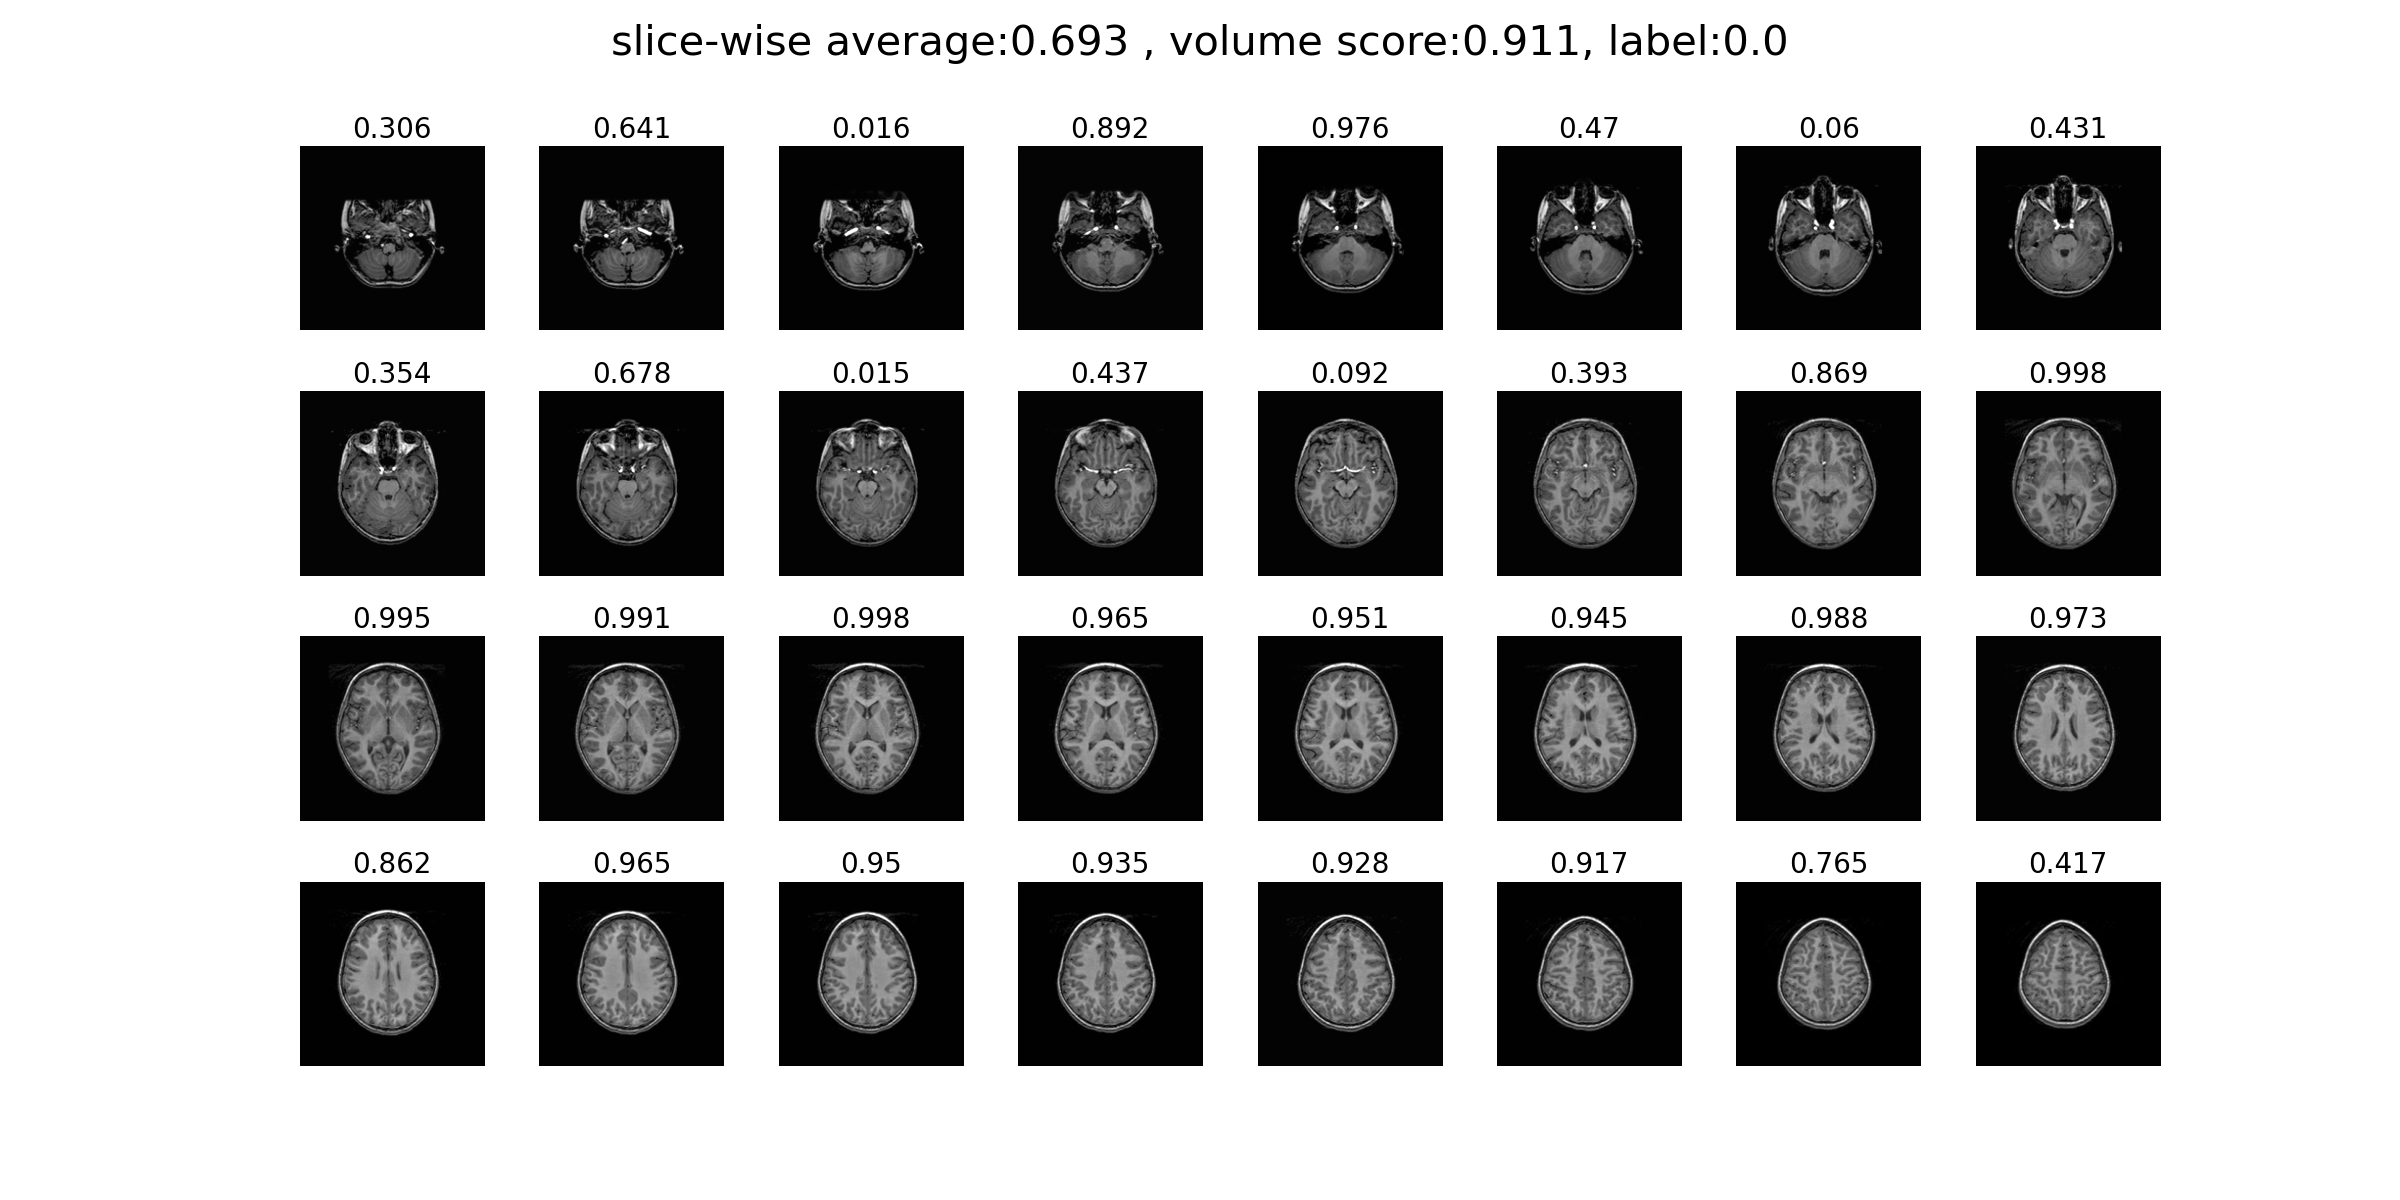 slice-wise average:0.693 , volume score:0.911, label:0.0
0.306 0.641 0.016 0.892 0.976 0.47 0.06 0.431
0.354 0.678 0.015 0.437 0.092 0.393 0.869 0.998
0.995 0.991 0.998 0.965 0.951 0.945 0.988 0.973
0.862 0.965 0.95 0.935 0.928 0.917 0.765 0.417